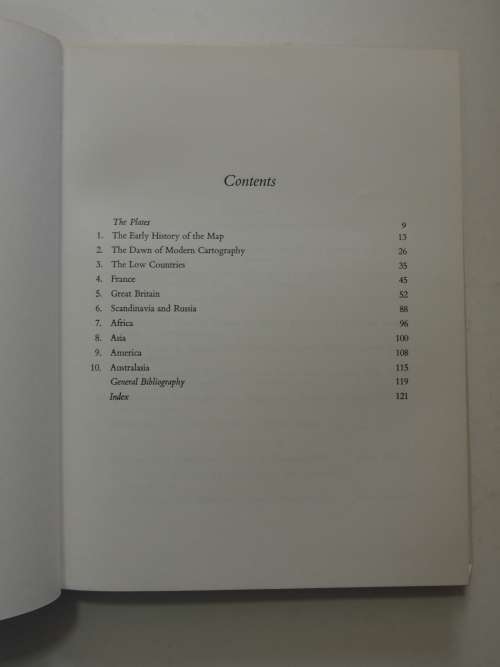 Contents
The Plates 9
1. The Early History of the Map 13
2. The Dawn of Modern Cartography 26
3. The Low Countries 35
4. France 45
5. Great Britain 52
6. Scandinavia and Russia 88
7. Africa 96
8. Asia 100
9. America 108
10. Australasia 115
General Bibliography 119
Index 121